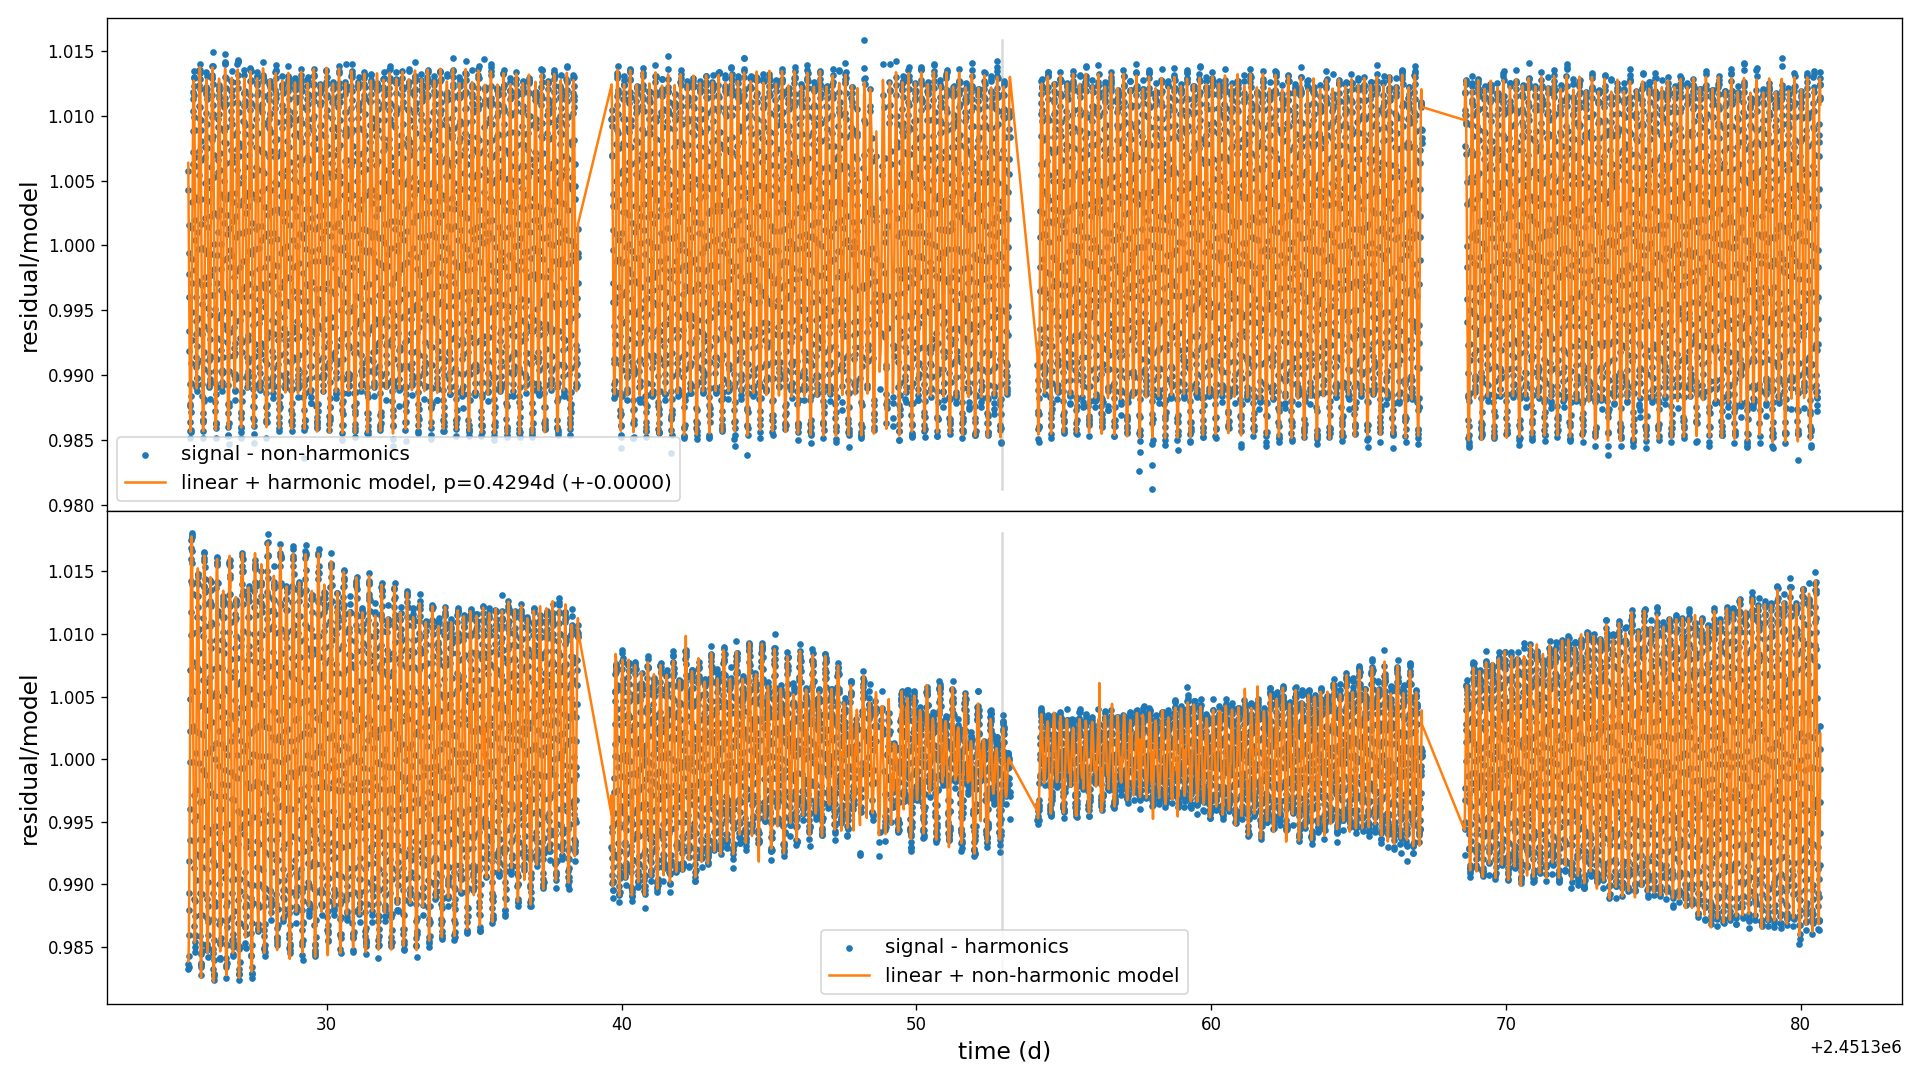 1.015
1.010
1.005
1.000
0.995
0.990
0.985
0.980
residual/model
signal - non-harmonics
linear + harmonic model, p=0.4294d (+-0.0000)
1.015
1.010
1.005
1.000
0.995
0.990
0.985
residual/model
signal - harmonics
linear + non-harmonic model
30 40 50 60 70 80
time (d)
+2.4513e6